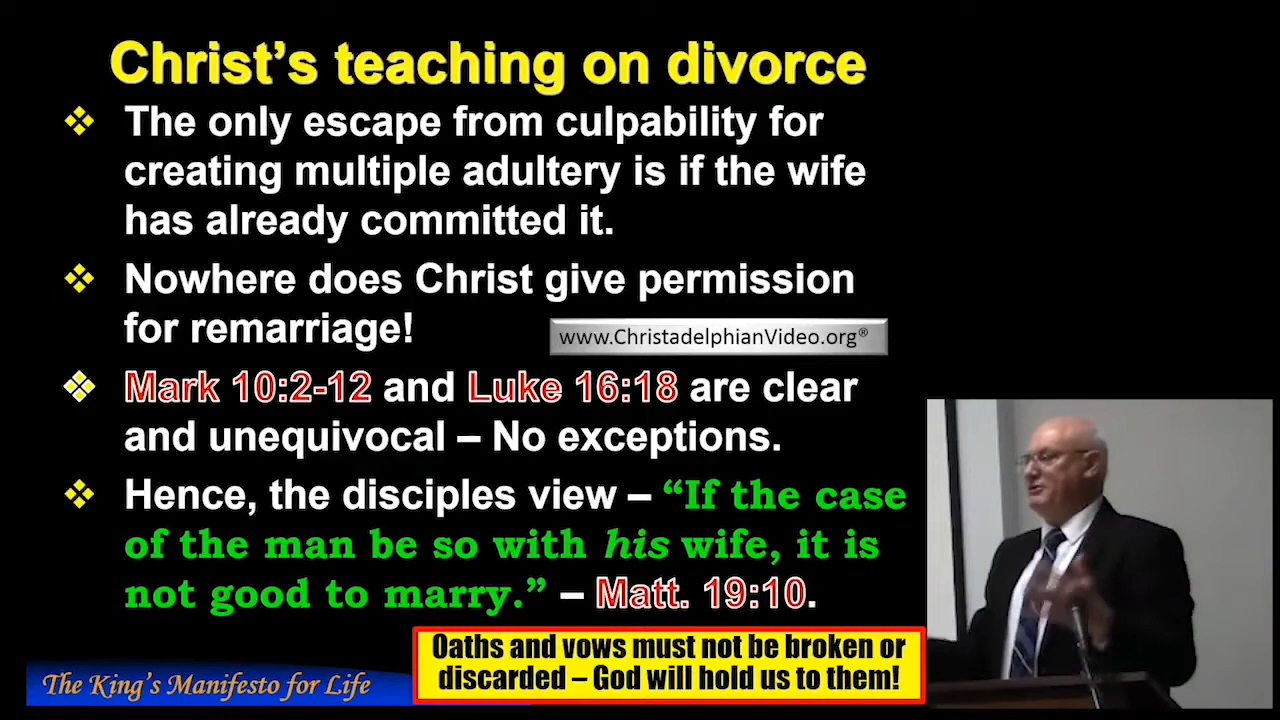 Christ's teaching on divorce
❖ The only escape from culpability for
creating multiple adultery is if the wife
has already committed it.
❖ Nowhere does Christ give permission
for remarriage!
www.ChristadelphianVideo.org®
❖ Mark 10:2-12 and Luke 16:18 are clear
and unequivocal – No exceptions.
❖ Hence, the disciples view – “If the case
of the man be so with his wife, it is
not good to marry.” – Matt. 19:10.
Oaths and vows must not be broken or
discarded – God will hold us to them!
The King's Manifesto for Life